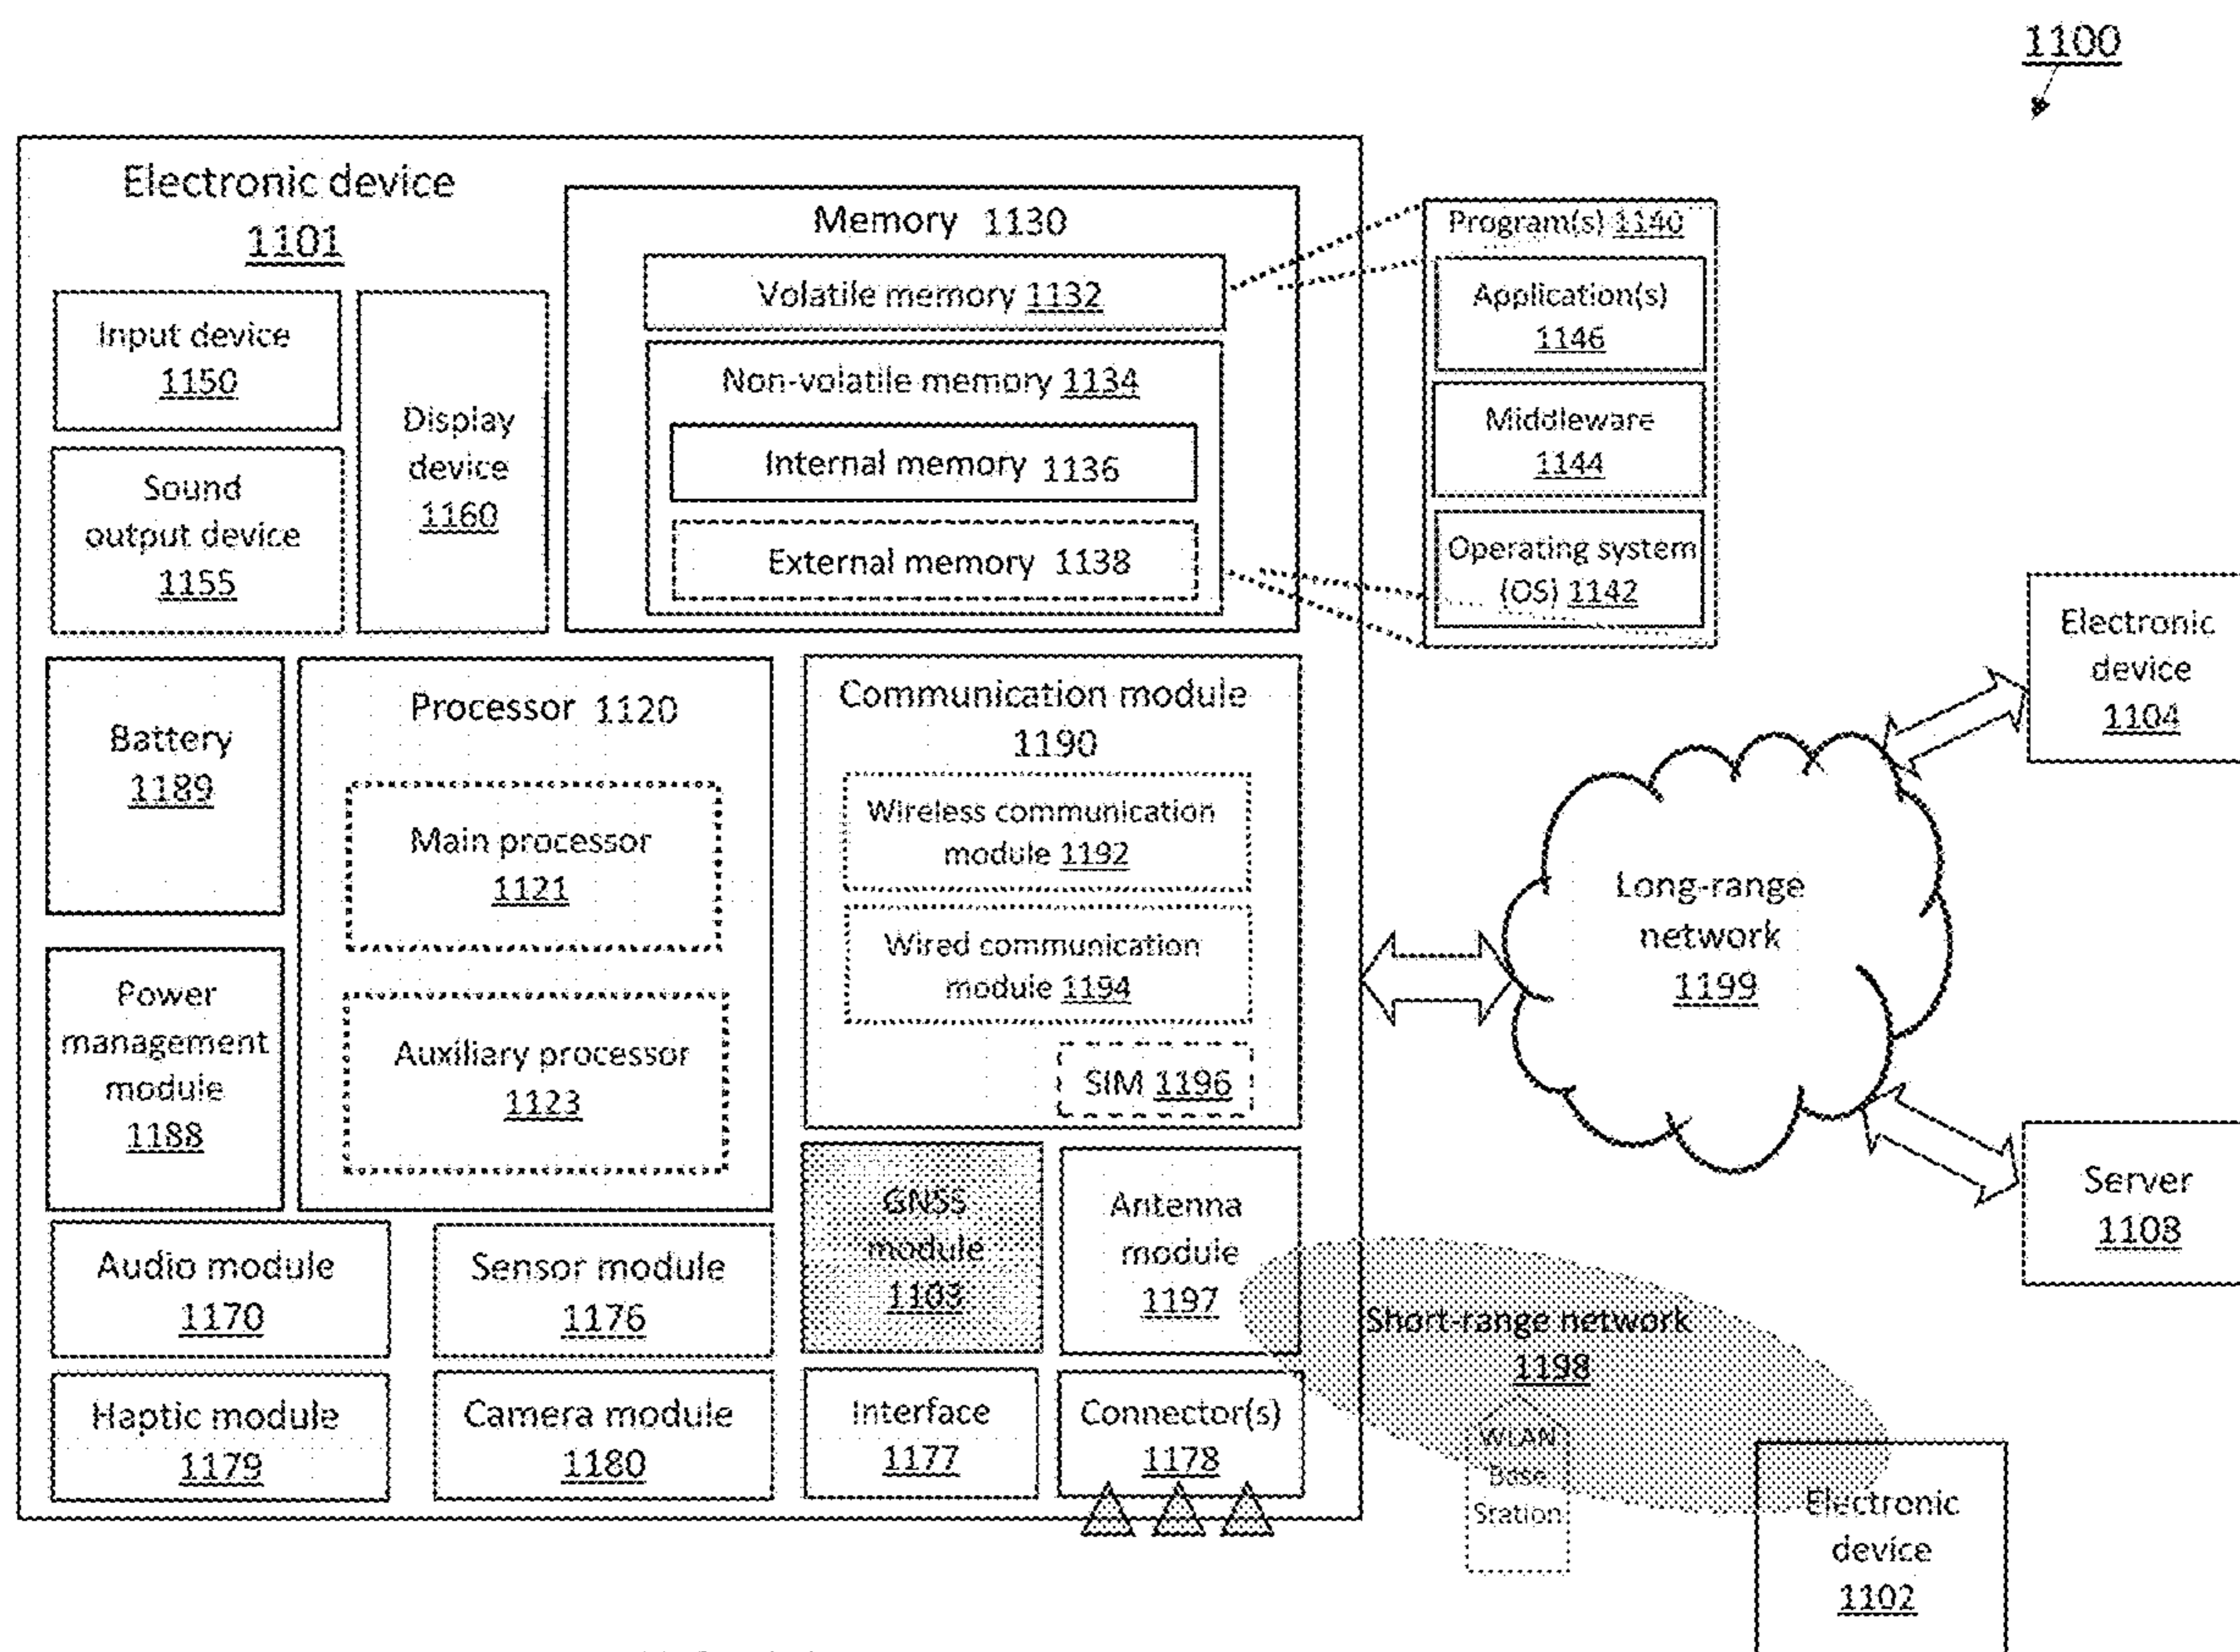 1100
Electronic device
1101
Memory 1130
Volatile memory 1132
Non-volatile memory 1134
Internal memory 1136
External memory 1138
Program(s) 1140
Application(s)
1146
Middleware
1144
Operating system
(OS) 1142
Input device
1150
Sound
output device
1155
Display
device
1160
Battery
1189
Power
management
module
1188
Processor 1120
Main processor
1121
Auxiliary processor
1123
Communication module
1190
Wireless communication
module 1192
Wired communication
module 1194
SIM 1196
Electronic
device
1104
Long-range
network
1199
Server
1108
Audio module
1170
Sensor module
1176
GNSS
module
1103
Antenna
module
1197
Short-range network
1198
Haptic module
1179
Camera module
1180
Interface
1177
Connector(s)
1178
WLAN
Base
Station
Electronic
device
1102